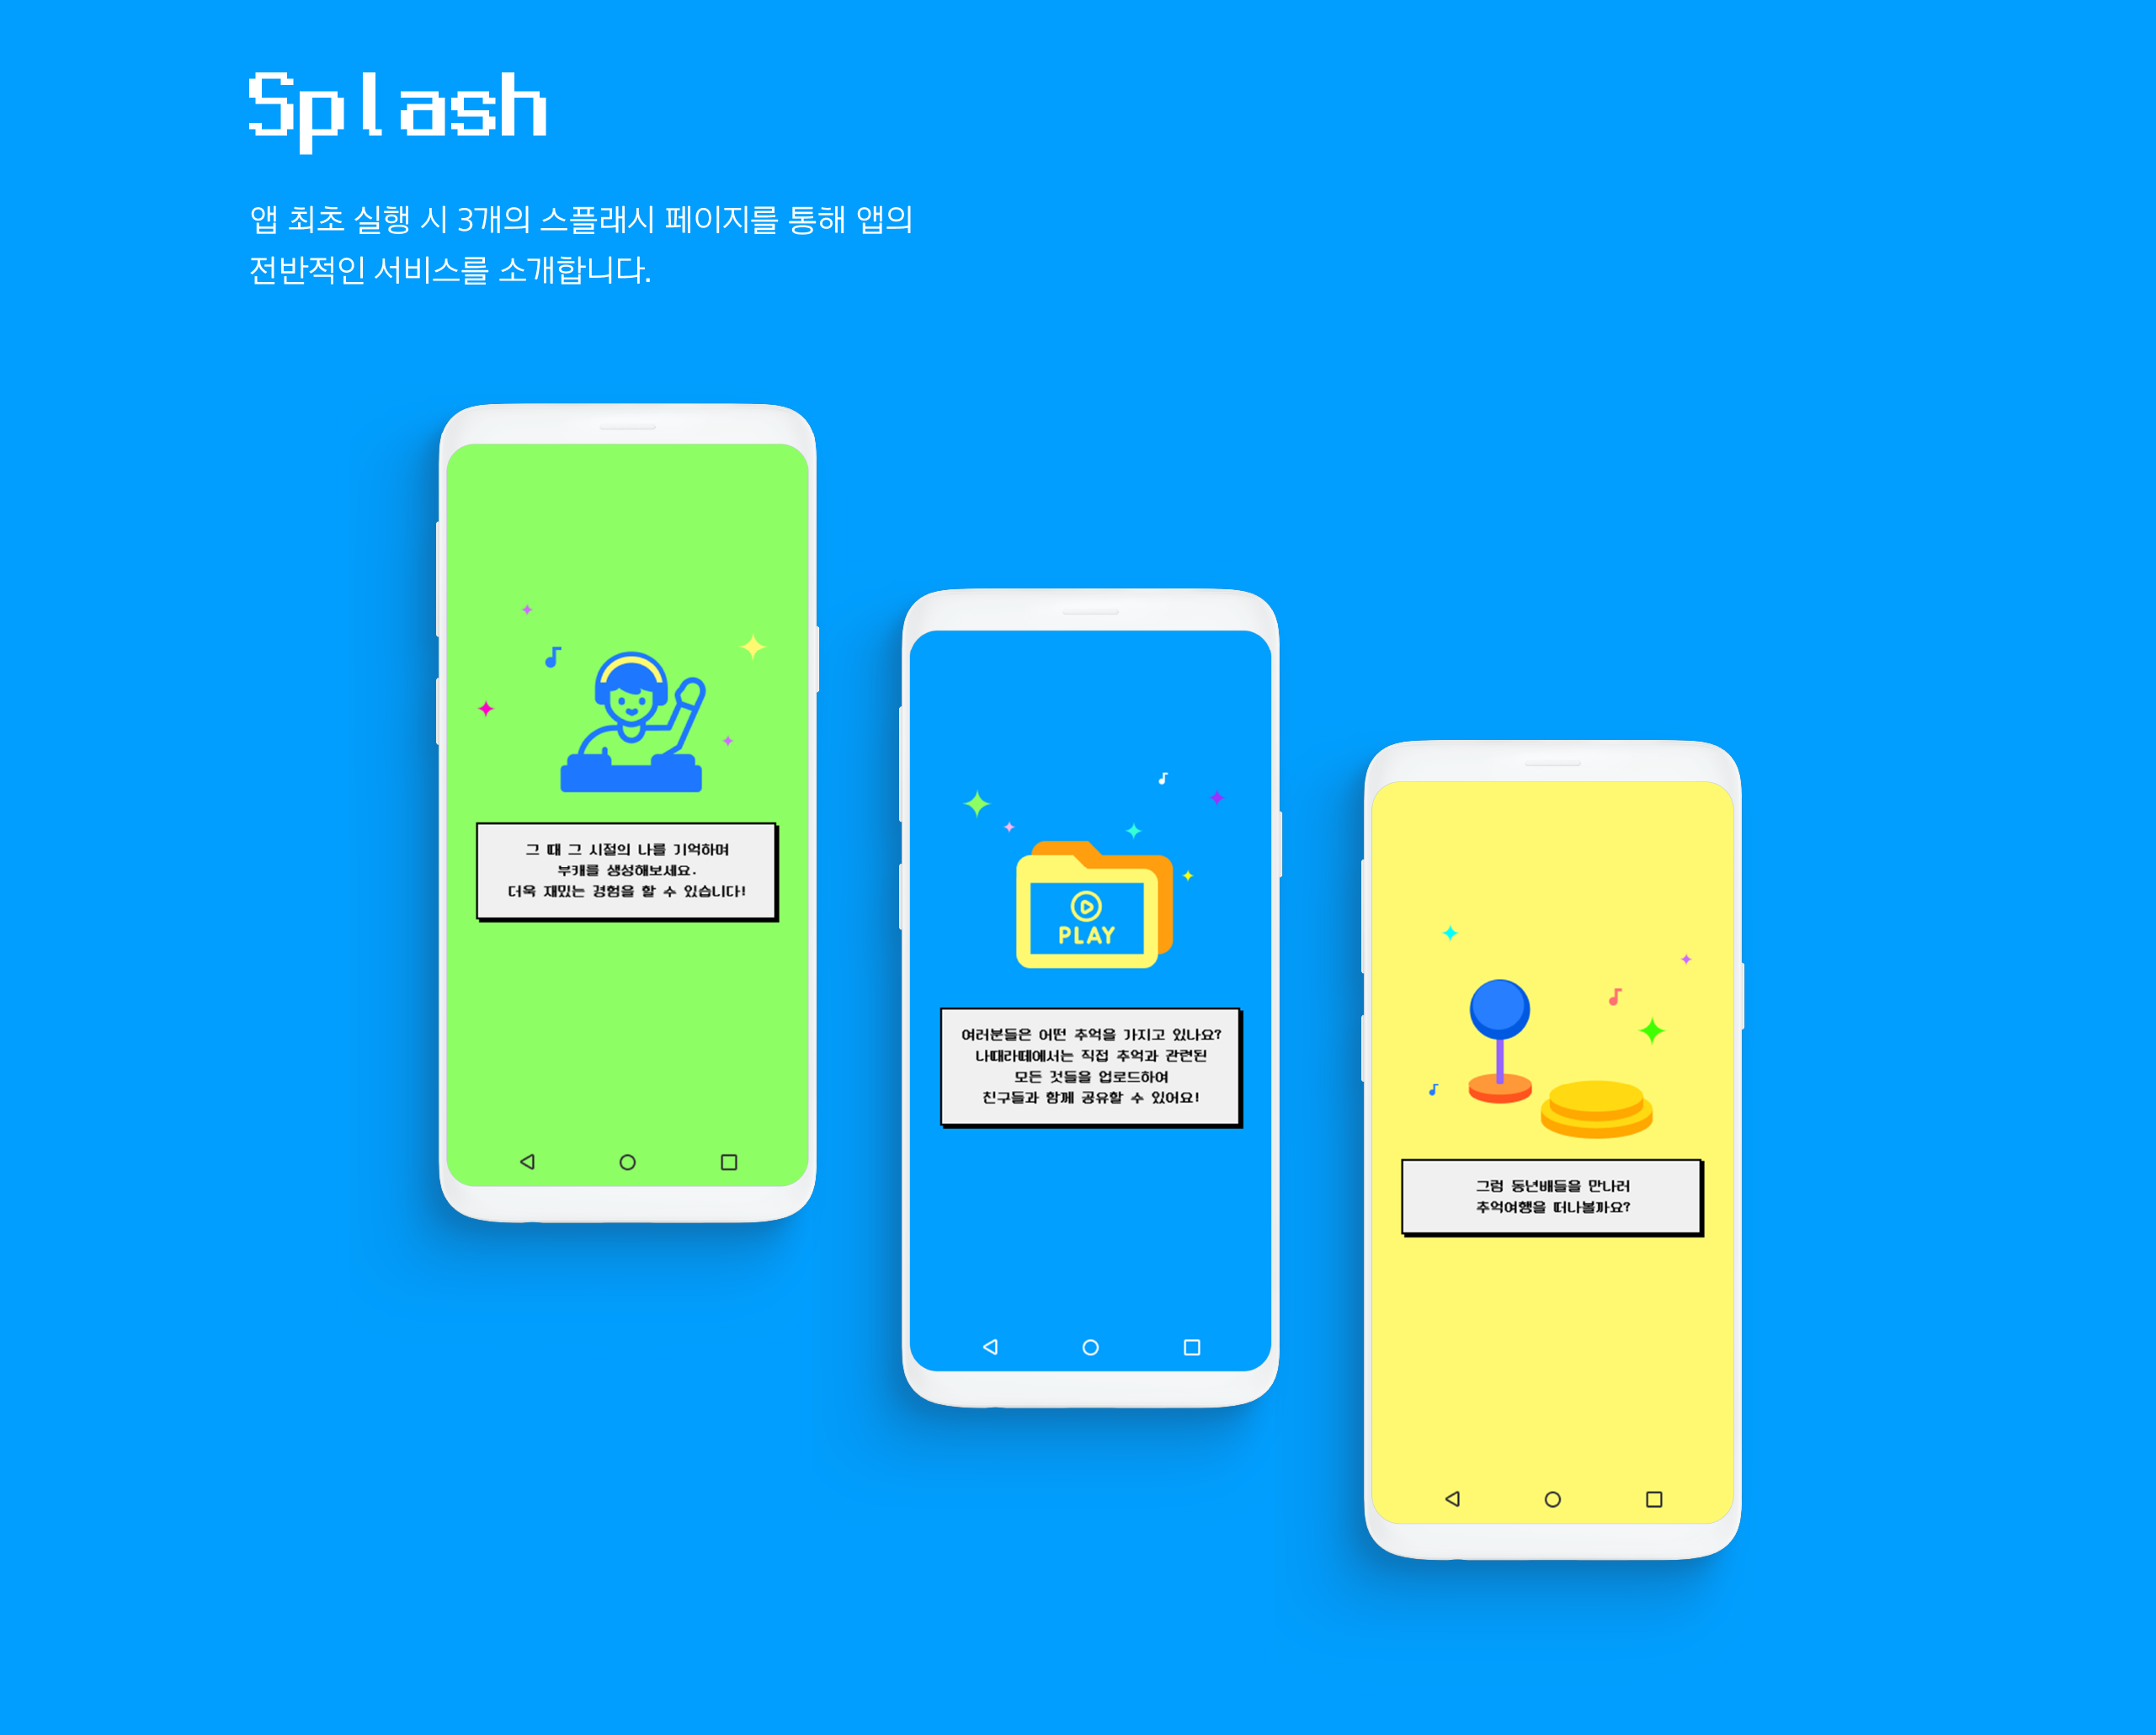 Splash
앱 최초 실행 시 3개의 스플래시 페이지를 통해 앱의
전반적인 서비스를 소개합니다.
그 때 그 시절의 나를 기억하며
부캐를 생성해보세요.
더욱 재밌는 경험을 할 수 있습니다!
PLAY
여러분들은 어떤 추억을 가지고 있나요?
나때라떼에서는 직접 추억과 관련된
모든 것들을 업로드하여
친구들과 함께 공유할 수 있어요!
그럼 동년배들을 만나러
추억여행을 떠나볼까요?